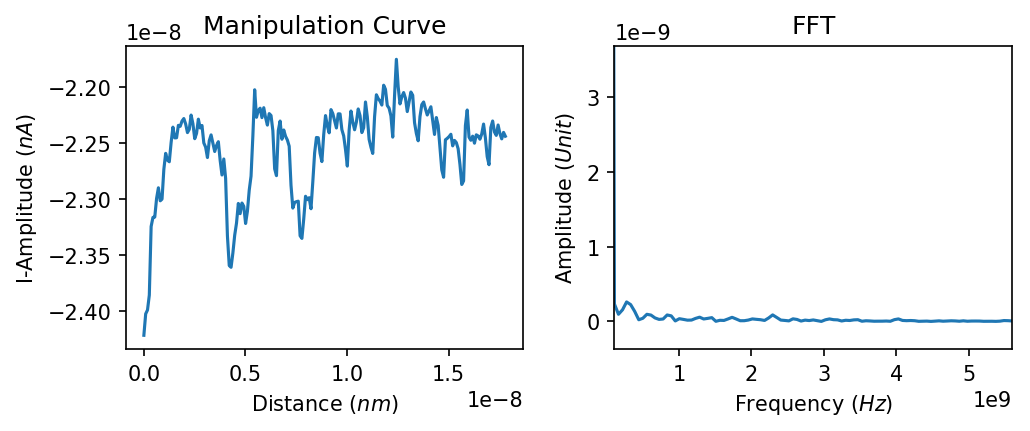 Manipulation Curve
1e−8
−2.20
−2.25
−2.30
−2.35
−2.40
I-Amplitude (nA)
0.0
0.5
1.0
1.5
Distance (nm)
1e−8
FFT
1e−9
3
2
1
0
Amplitude (Unit)
1
2
3
4
5
Frequency (Hz)
1e9